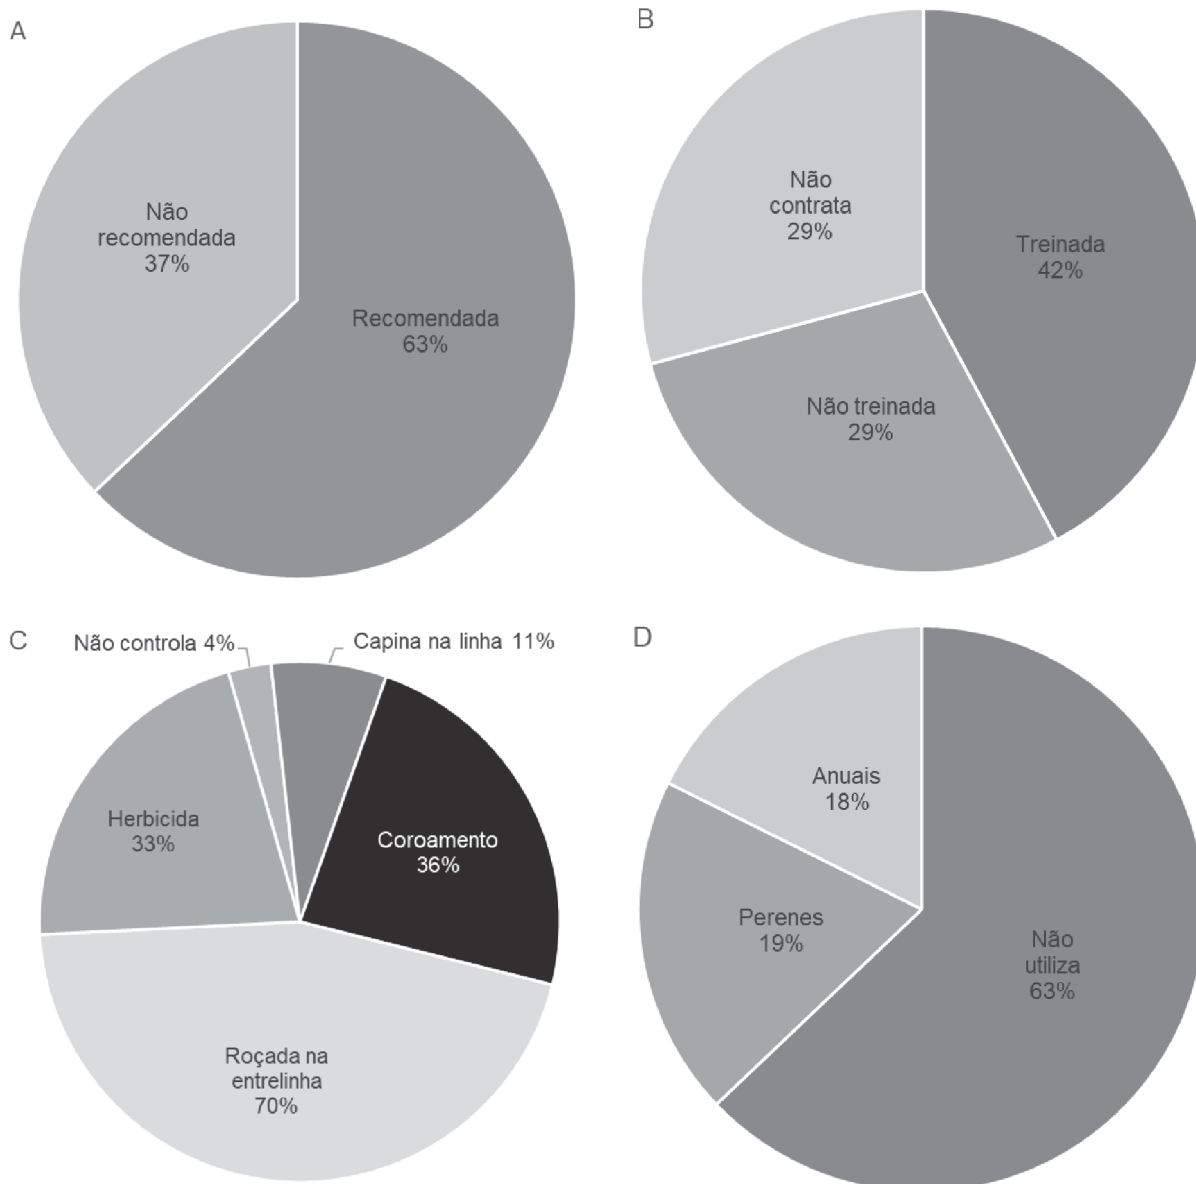 A
Não
recomendada
37%
Recomendada
63%
B
Não
contrata
29%
Treinada
42%
Não treinada
29%
C
Não controla 4%
Capina na linha 11%
Herbicida
33%
Coroamento
36%
Roçada na
entrelinha
70%
D
Anuais
18%
Perenes
19%
Não
utiliza
63%